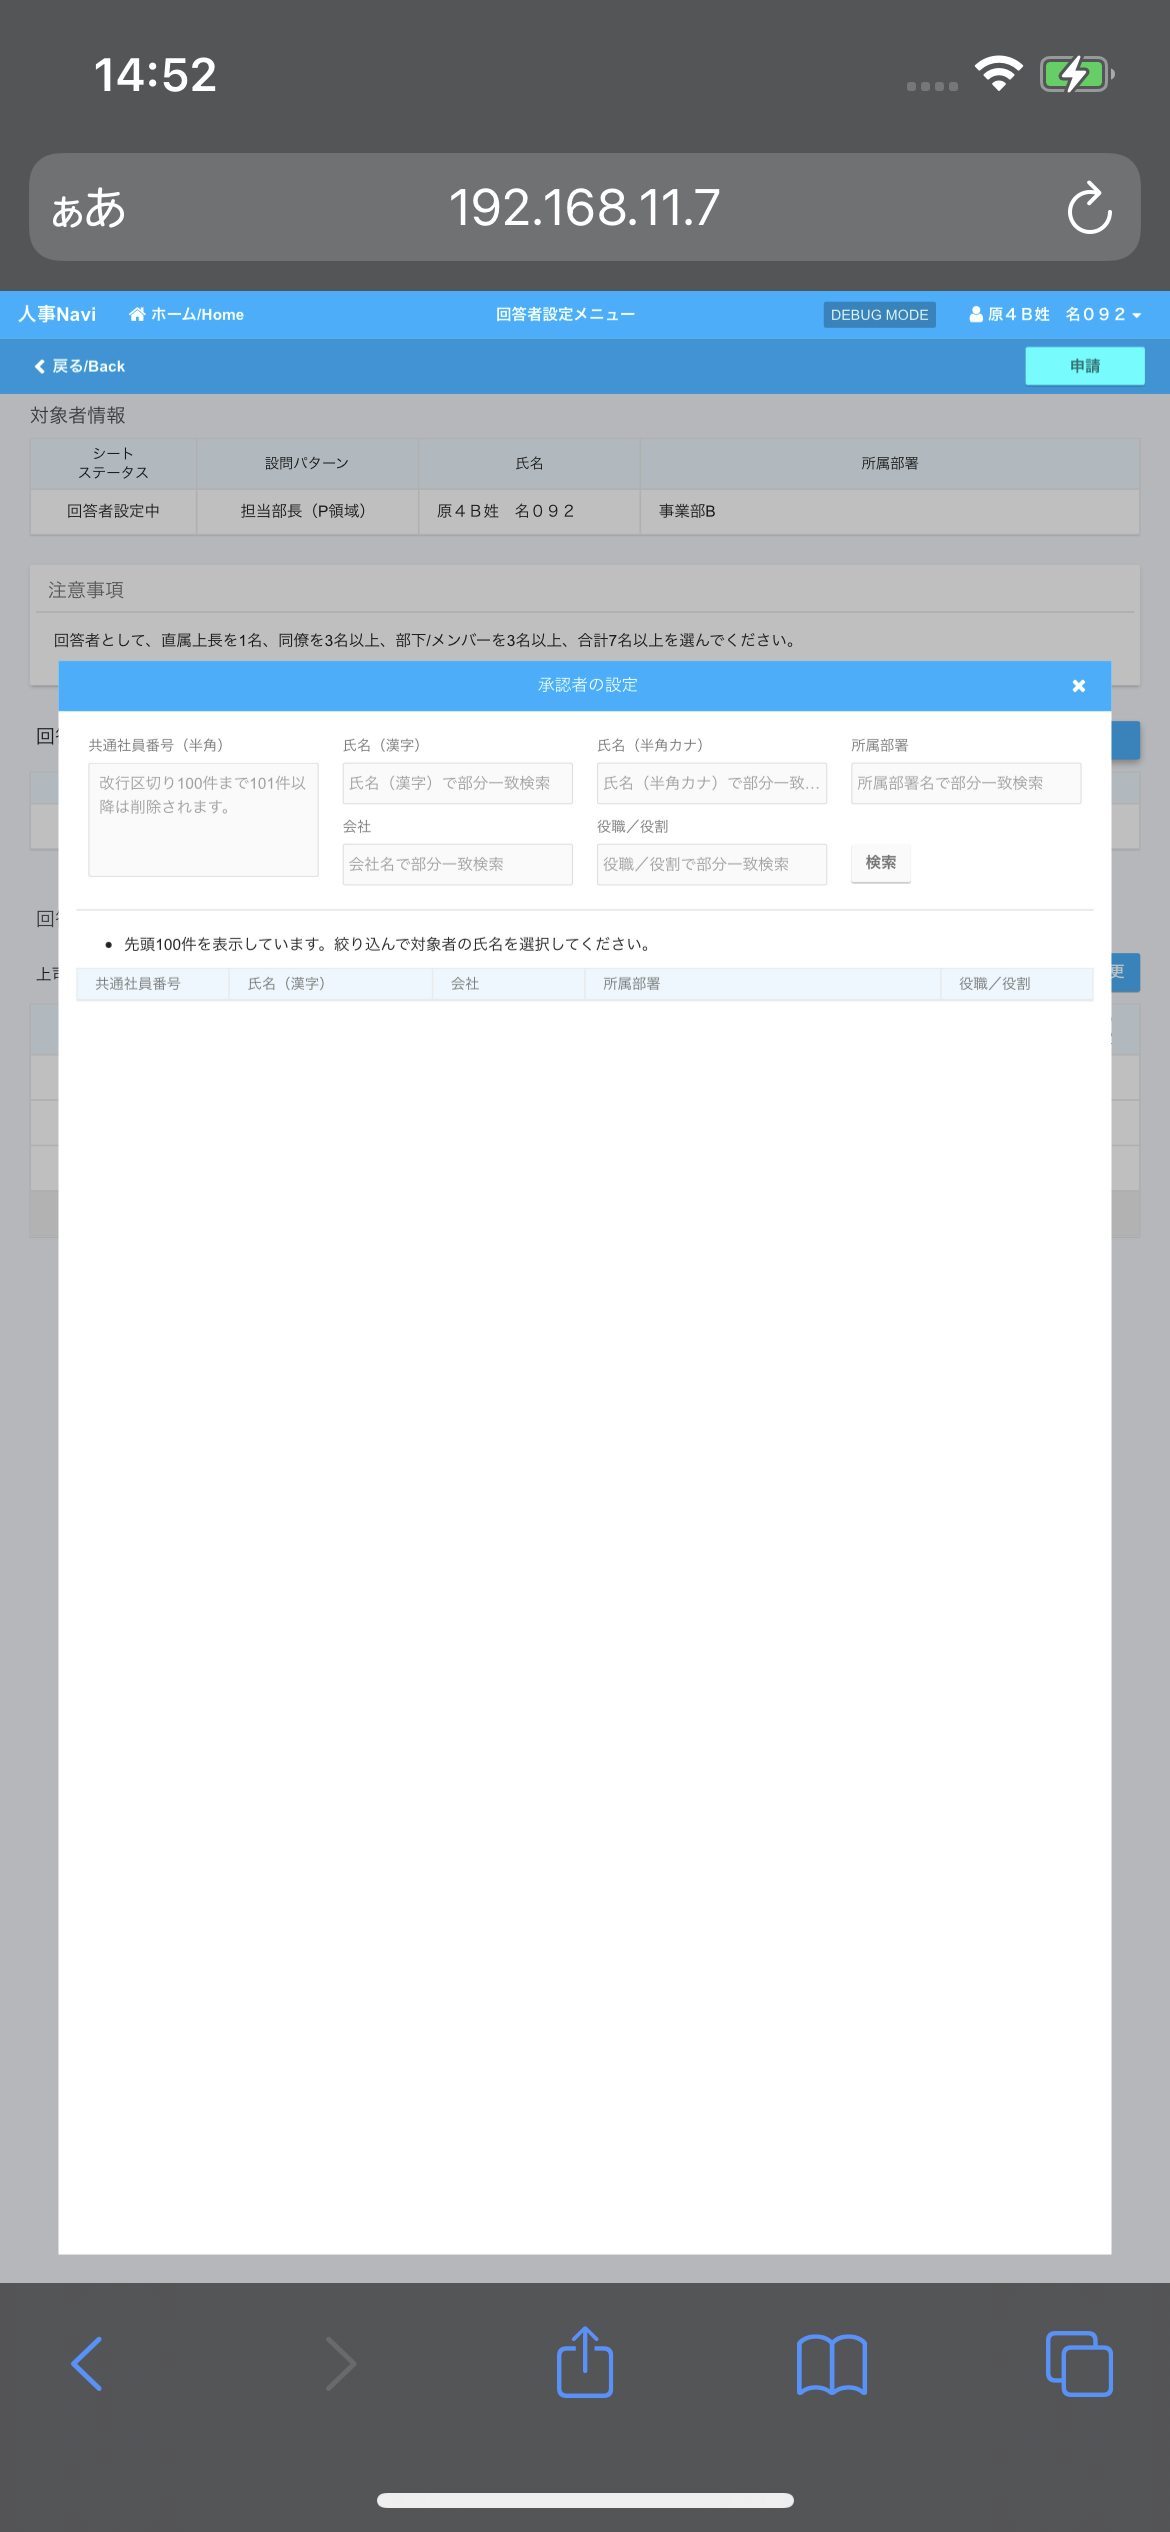 14:52
ぁあ
192.168.11.7
人事Navi ホーム/Home 回答者設定メニュー DEBUG MODE 原４Ｂ姓　名０９２
戻る/Back 申請
対象者情報
シート
ステータス
設問パターン 氏名 所属部署
回答者設定中 担当部長（P領域） 原４Ｂ姓　名０９２ 事業部B
注意事項
回答者として、直属上長を1名、同僚を3名以上、部下/メンバーを3名以上、合計7名以上を選んでください。
承認者の設定
回
共通社員番号（半角） 氏名（漢字） 氏名（半角カナ） 所属部署
改行区切り100件まで101件以
降は削除されます。
氏名（漢字）で部分一致検索 氏名（半角カナ）で部分一致... 所属部署名で部分一致検索
会社 役職／役割
会社名で部分一致検索 役職／役割で部分一致検索 検索
回
先頭100件を表示しています。絞り込んで対象者の氏名を選択してください。
上 更
共通社員番号 氏名（漢字） 会社 所属部署 役職／役割